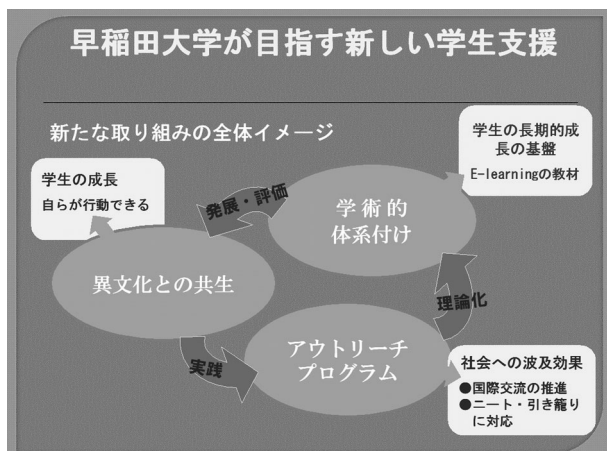 早稲田大学が目指す新しい学生支援
新たな取り組みの全体イメージ
学生の長期的成
長の基盤
E-learningの教材
学生の成長
自らが行動できる
発展・評価
学術的
体系付け
異文化との共生
理論化
実践
アウトリーチ
プログラム
社会への波及効果
●国際交流の推進
●ニート・引き籠り
に対応